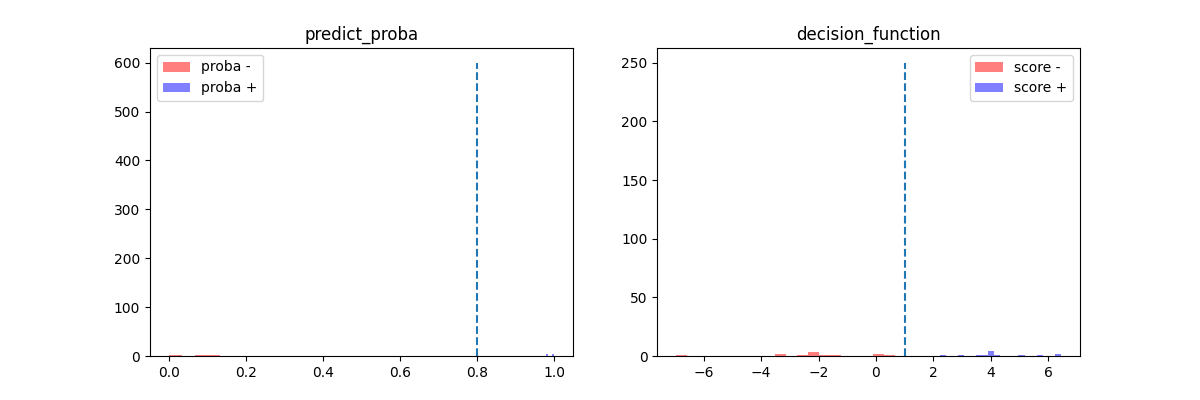 predict_proba
600
500
400
300
200
100
0
proba -
proba +
0.0 0.2 0.4 0.6 0.8 1.0
decision_function
250
200
150
100
50
0
score -
score +
−6 −4 −2 0 2 4 6